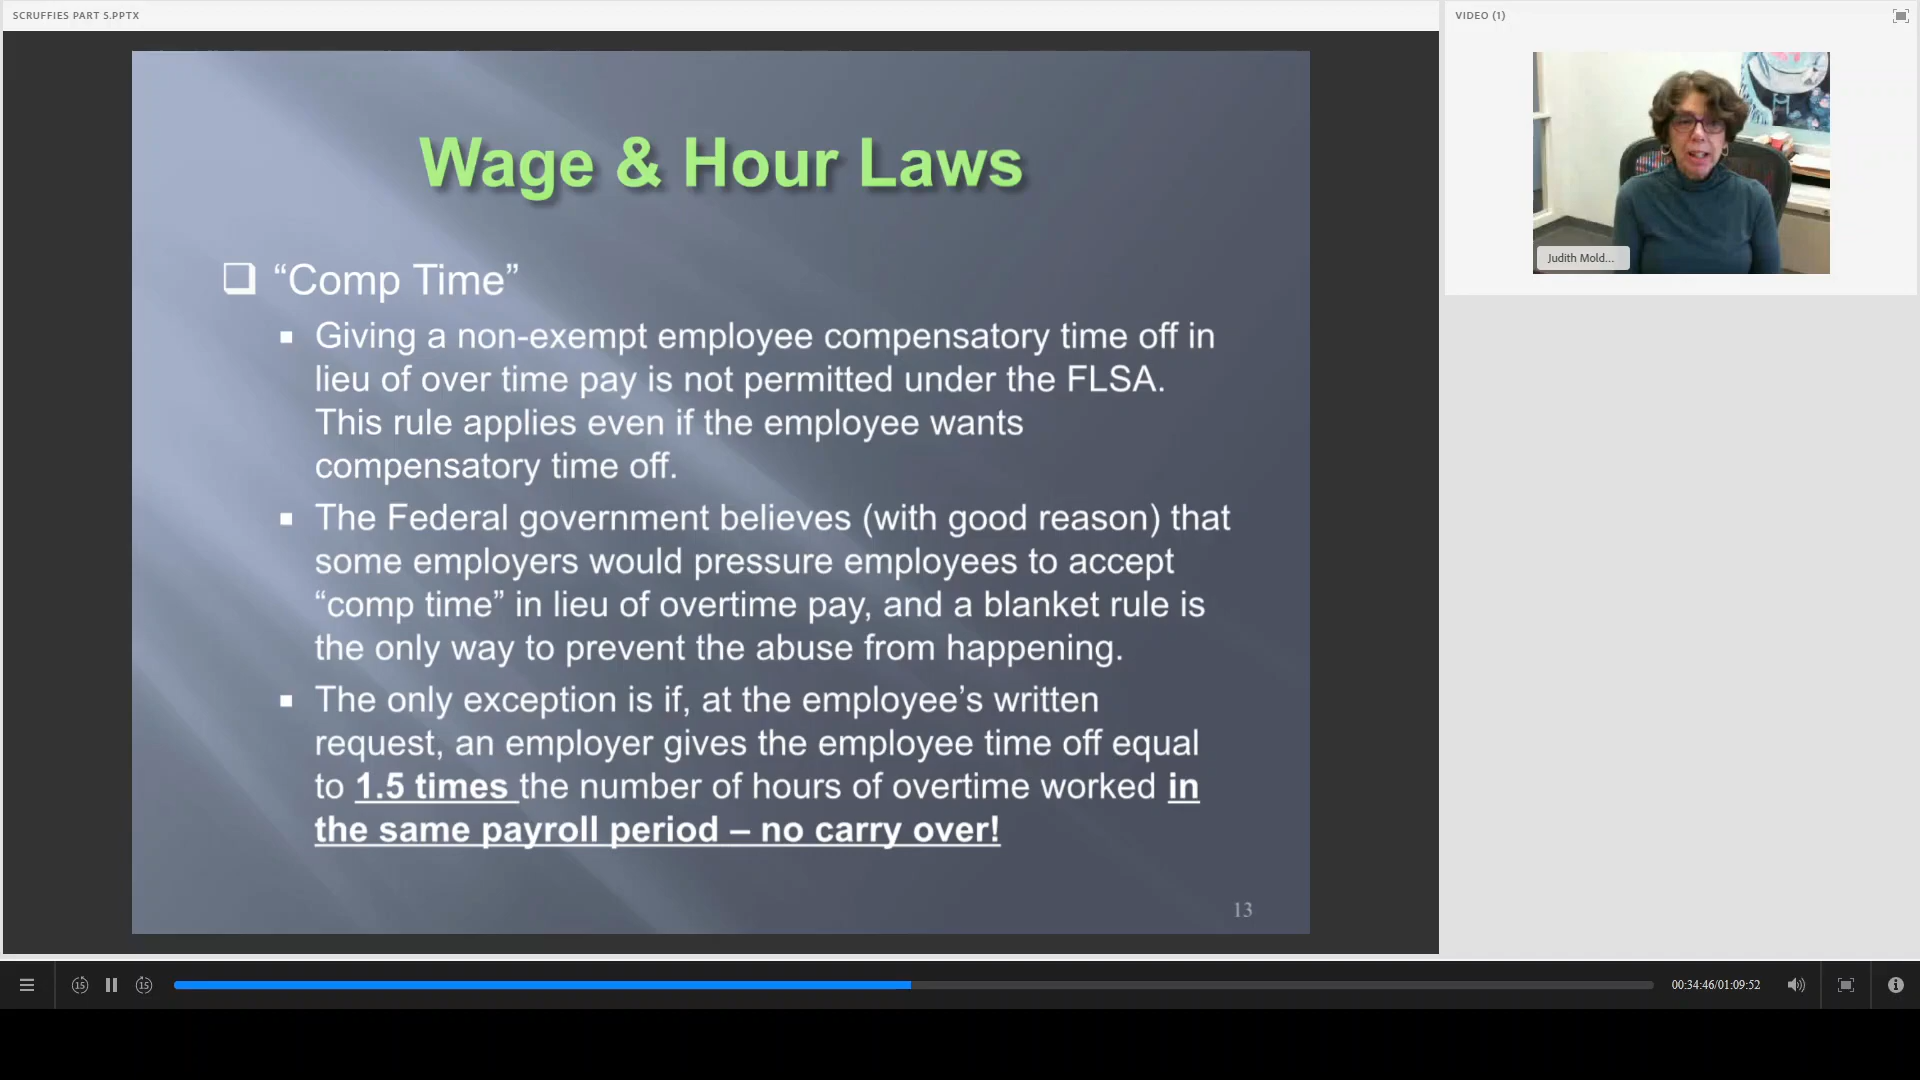 SCRUFFIES PART 5.PPTX
VIDEO (1)
Wage & Hour Laws
“Comp Time”
Giving a non-exempt employee compensatory time off in
lieu of over time pay is not permitted under the FLSA.
This rule applies even if the employee wants
compensatory time off.
The Federal government believes (with good reason) that
some employers would pressure employees to accept
“comp time” in lieu of overtime pay, and a blanket rule is
the only way to prevent the abuse from happening.
The only exception is if, at the employee’s written
request, an employer gives the employee time off equal
to 1.5 times the number of hours of overtime worked in
the same payroll period – no carry over!
13
Judith Mold...
15
15
00:34:46/01:09:52